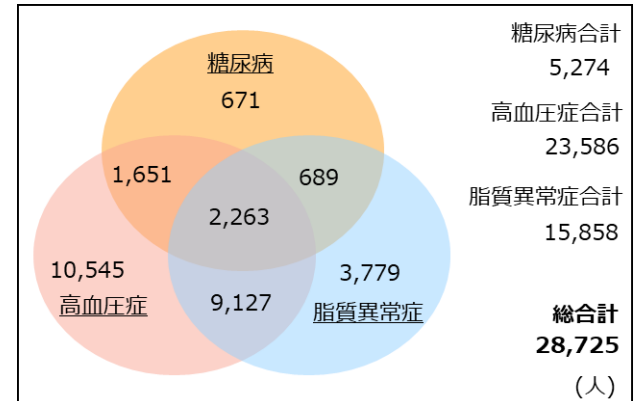 糖尿病
671
1,651
689
2,263
10,545
高血圧症
9,127
3,779
脂質異常症
糖尿病合計
5,274
高血圧症合計
23,586
脂質異常症合計
15,858
総合計
28,725
(人)